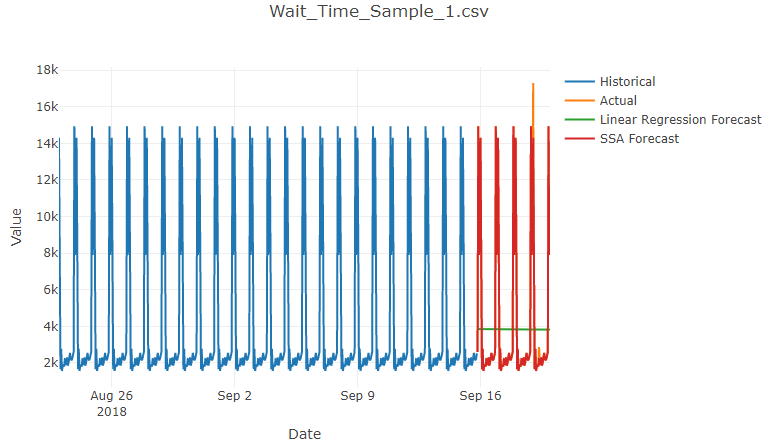 Wait_Time_Sample_1.csv
18k
16k
14k
12k
10k
8k
6k
4k
2k
Value
Aug 26
2018
Sep 2
Sep 9
Sep 16
Date
Historical
Actual
Linear Regression Forecast
SSA Forecast